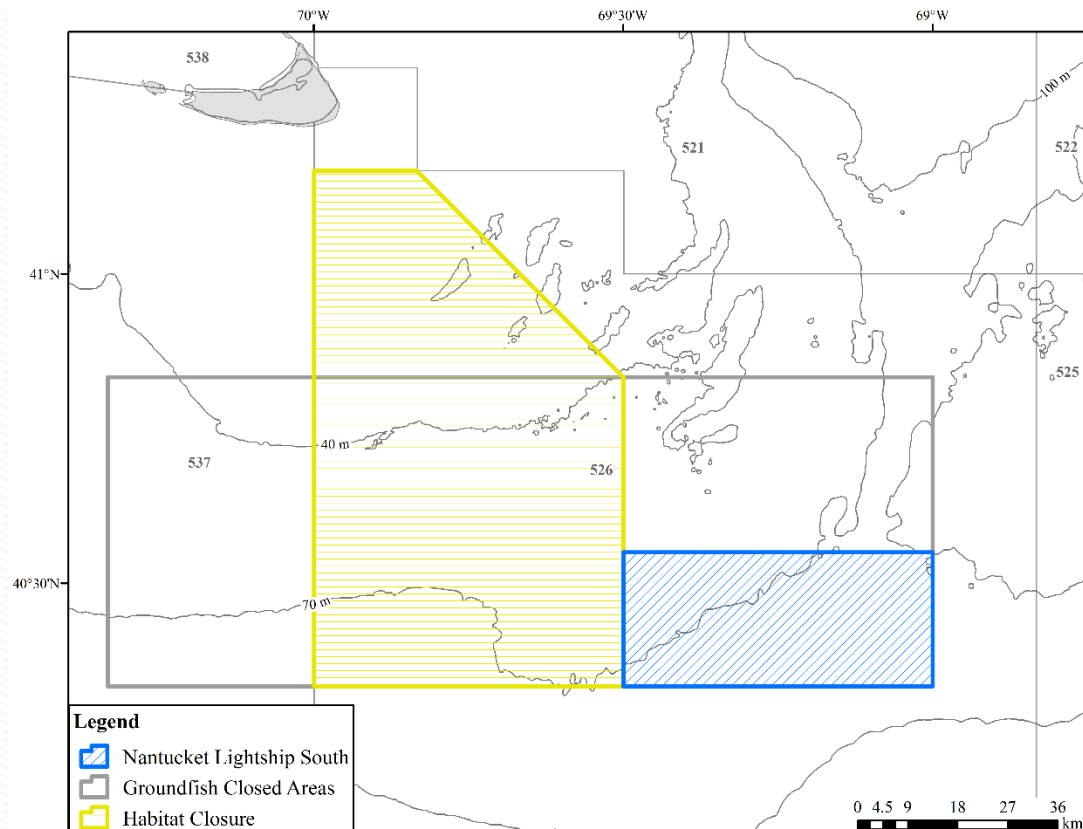 70°W 69°30'W 69°W
538
100 m
521
522
41°N
525
40 m
537
526
40°30'N
70 m
Legend
Nantucket Lightship South
Groundfish Closed Areas
Habitat Closure
0 4.5 9 18 27 36
km